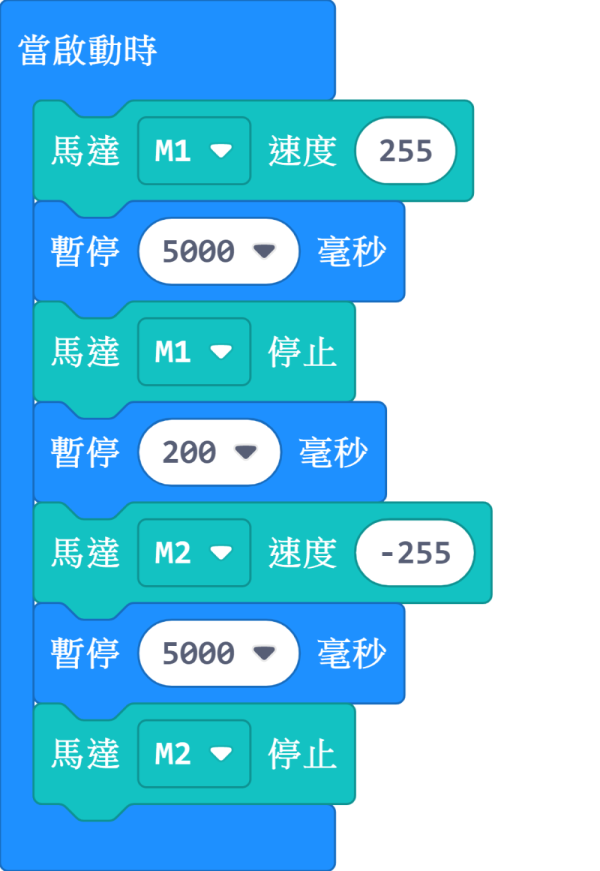 當啟動時
馬達 M1 速度 255
暫停 5000 毫秒
馬達 M1 停止
暫停 200 毫秒
馬達 M2 速度 -255
暫停 5000 毫秒
馬達 M2 停止